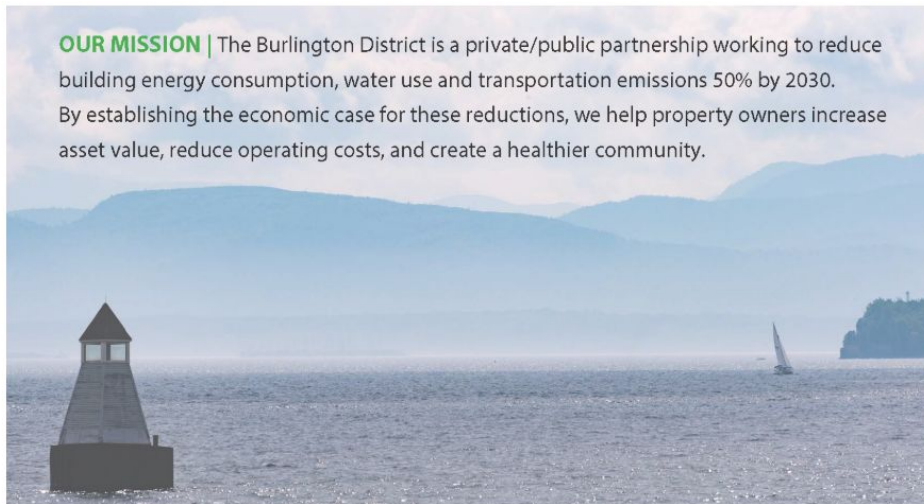 OUR MISSION | The Burlington District is a private/public partnership working to reduce
building energy consumption, water use and transportation emissions 50% by 2030.
By establishing the economic case for these reductions, we help property owners increase
asset value, reduce operating costs, and create a healthier community.